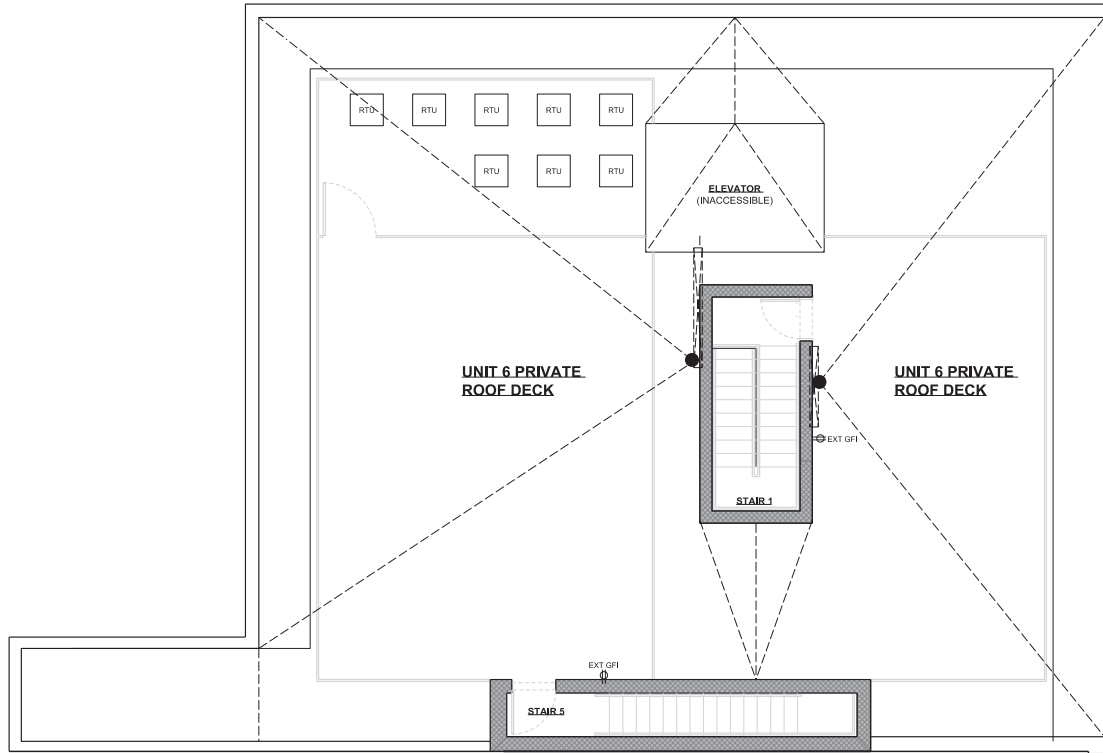 RTU
RTU
RTU
RTU
RTU
RTU
RTU
RTU
ELEVATOR
(INACCESSIBLE)
UNIT 6 PRIVATE
ROOF DECK
UNIT 6 PRIVATE
ROOF DECK
EXT GFI
STAIR 1
EXT GFI
STAIR 5